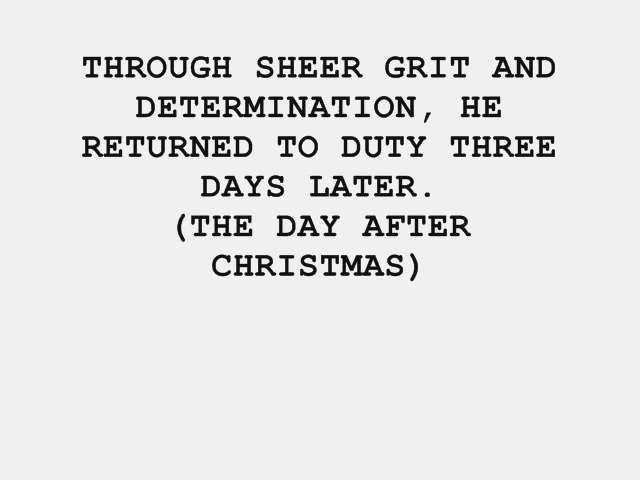 THROUGH SHEER GRIT AND
DETERMINATION, HE
RETURNED TO DUTY THREE
DAYS LATER.
(THE DAY AFTER
CHRISTMAS)